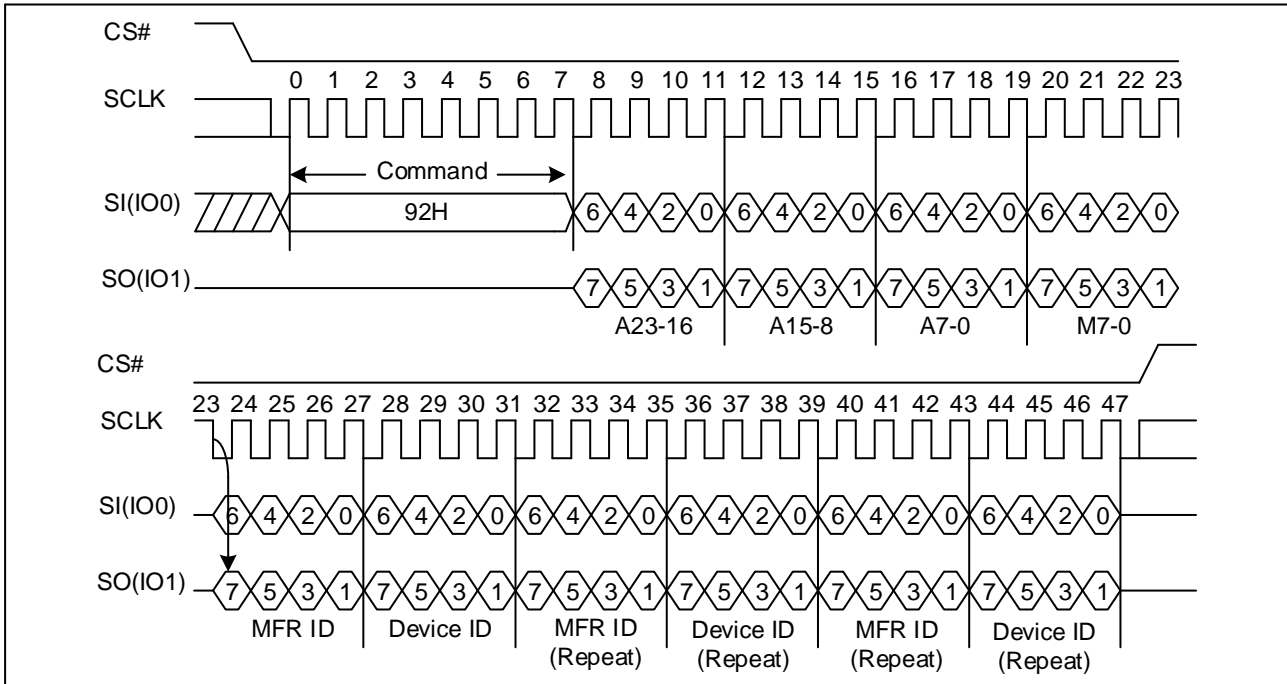 CS#
0 1 2 3 4 5 6 7 8 9 10 11 12 13 14 15 16 17 18 19 20 21 22 23
SCLK
Command
SI(IO0)
92H
6 4 2 0 6 4 2 0 6 4 2 0 6 4 2 0
SO(IO1)
7 5 3 1 7 5 3 1 7 5 3 1 7 5 3 1
A23-16 A15-8 A7-0 M7-0
CS#
23 24 25 26 27 28 29 30 31 32 33 34 35 36 37 38 39 40 41 42 43 44 45 46 47
SCLK
SI(IO0)
6 4 2 0 6 4 2 0 6 4 2 0 6 4 2 0 6 4 2 0 6 4 2 0
SO(IO1)
7 5 3 1 7 5 3 1 7 5 3 1 7 5 3 1 7 5 3 1 7 5 3 1
MFR ID Device ID MFR ID Device ID MFR ID Device ID
(Repeat) (Repeat) (Repeat) (Repeat)